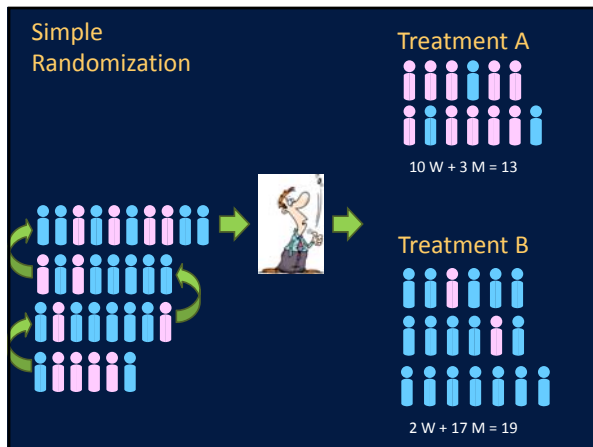 Simple
Randomization
Treatment A
10 W + 3 M = 13
Treatment B
2 W + 17 M = 19